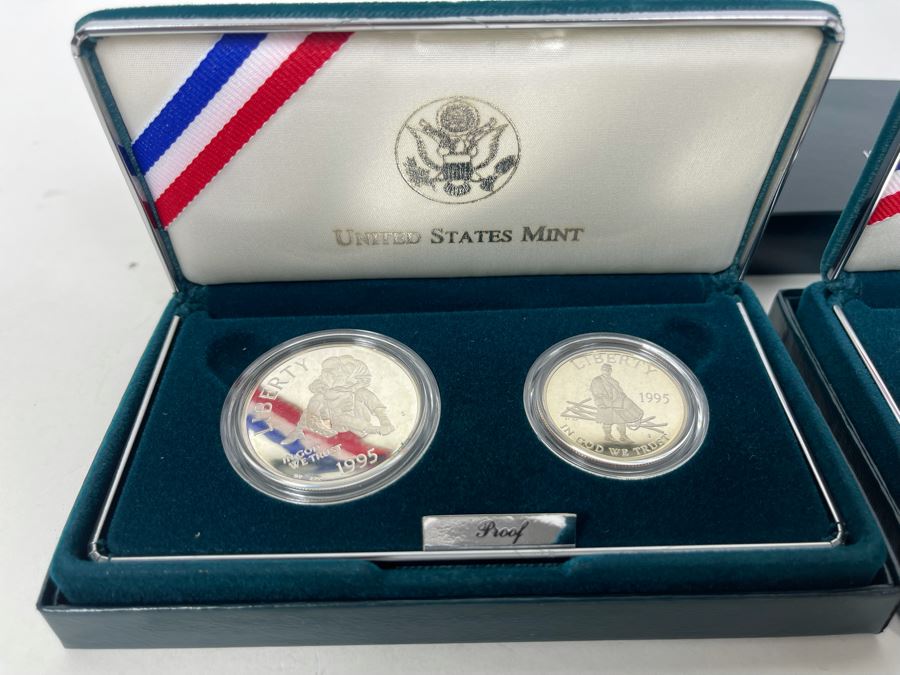 UNITED STATES MINT
LIBERTY
IN GOD
WE TRUST
1995
LIBERTY
1995
IN GOD WE TRUST
Proof